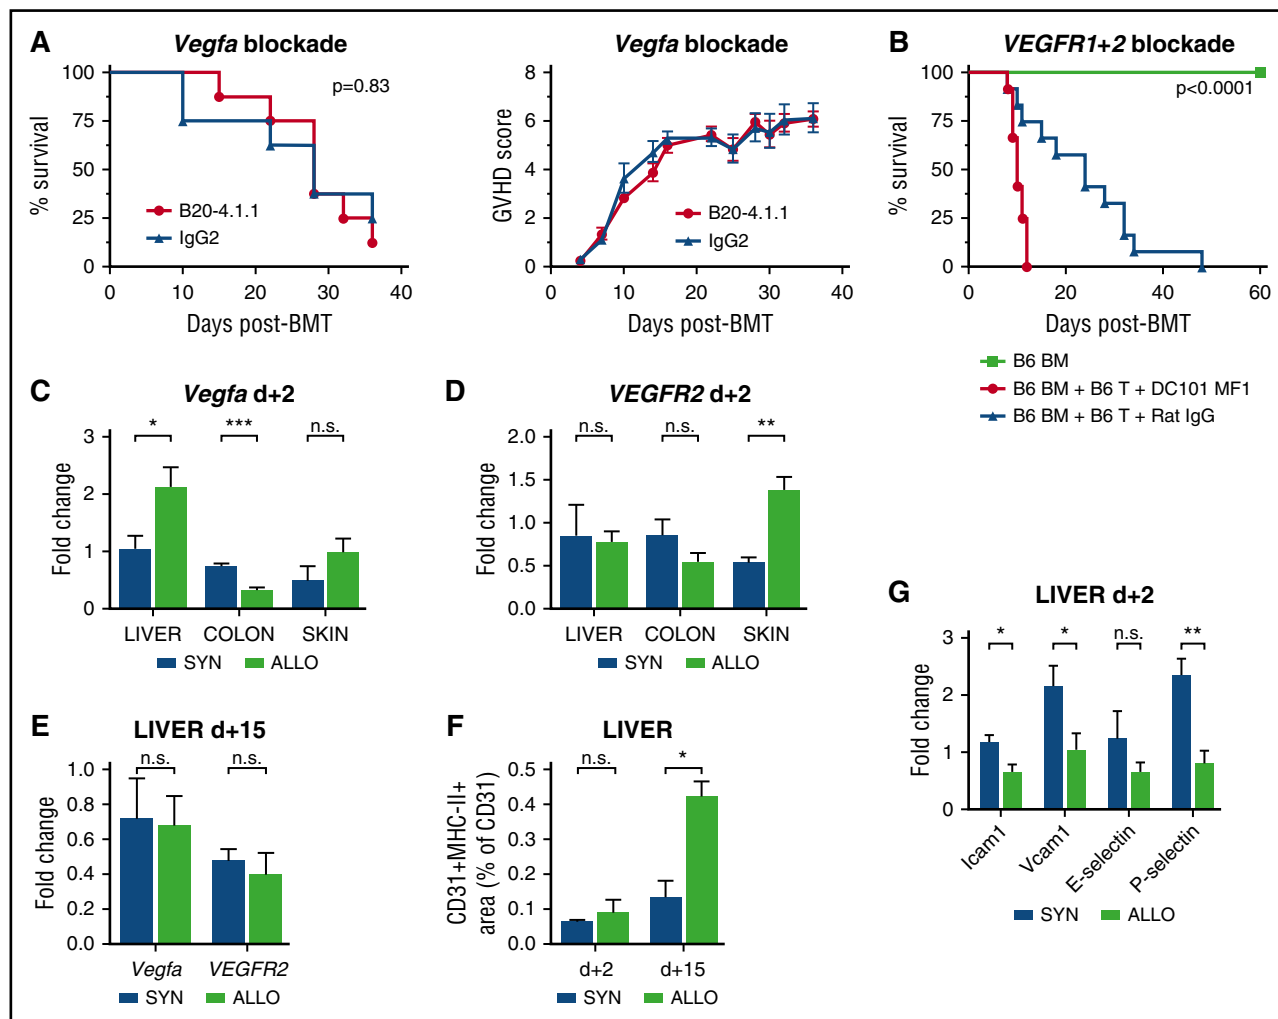 A
Vegfa blockade
100
75
50
25
0
% survival
p=0.83
B20-4.1.1
IgG2
0
10
20
30
40
Days post-BMT
Vegfa blockade
8
6
4
2
0
GVHD score
B20-4.1.1
IgG2
0
10
20
30
40
Days post-BMT
B
VEGFR1+2 blockade
100
75
50
25
0
% survival
p<0.0001
0
20
40
60
Days post-BMT
B6 BM
B6 BM + B6 T + DC101 MF1
B6 BM + B6 T + Rat IgG
C
Vegfa d+2
3
2
1
0
Fold change
*
***
n.s.
LIVER
COLON
SKIN
SYN
ALLO
D
VEGFR2 d+2
2.0
1.5
1.0
0.5
0.0
Fold change
n.s.
n.s.
**
LIVER
COLON
SKIN
SYN
ALLO
E
LIVER d+15
1.0
0.8
0.6
0.4
0.2
0.0
Fold change
n.s.
n.s.
Vegfa
VEGFR2
SYN
ALLO
F
LIVER
0.5
0.4
0.3
0.2
0.1
0.0
CD31+MHC-II+
area (% of CD31)
n.s.
*
d+2
d+15
SYN
ALLO
G
LIVER d+2
3
2
1
0
Fold change
*
*
n.s.
**
Icam1
Vcam1
E-selectin
P-selectin
SYN
ALLO